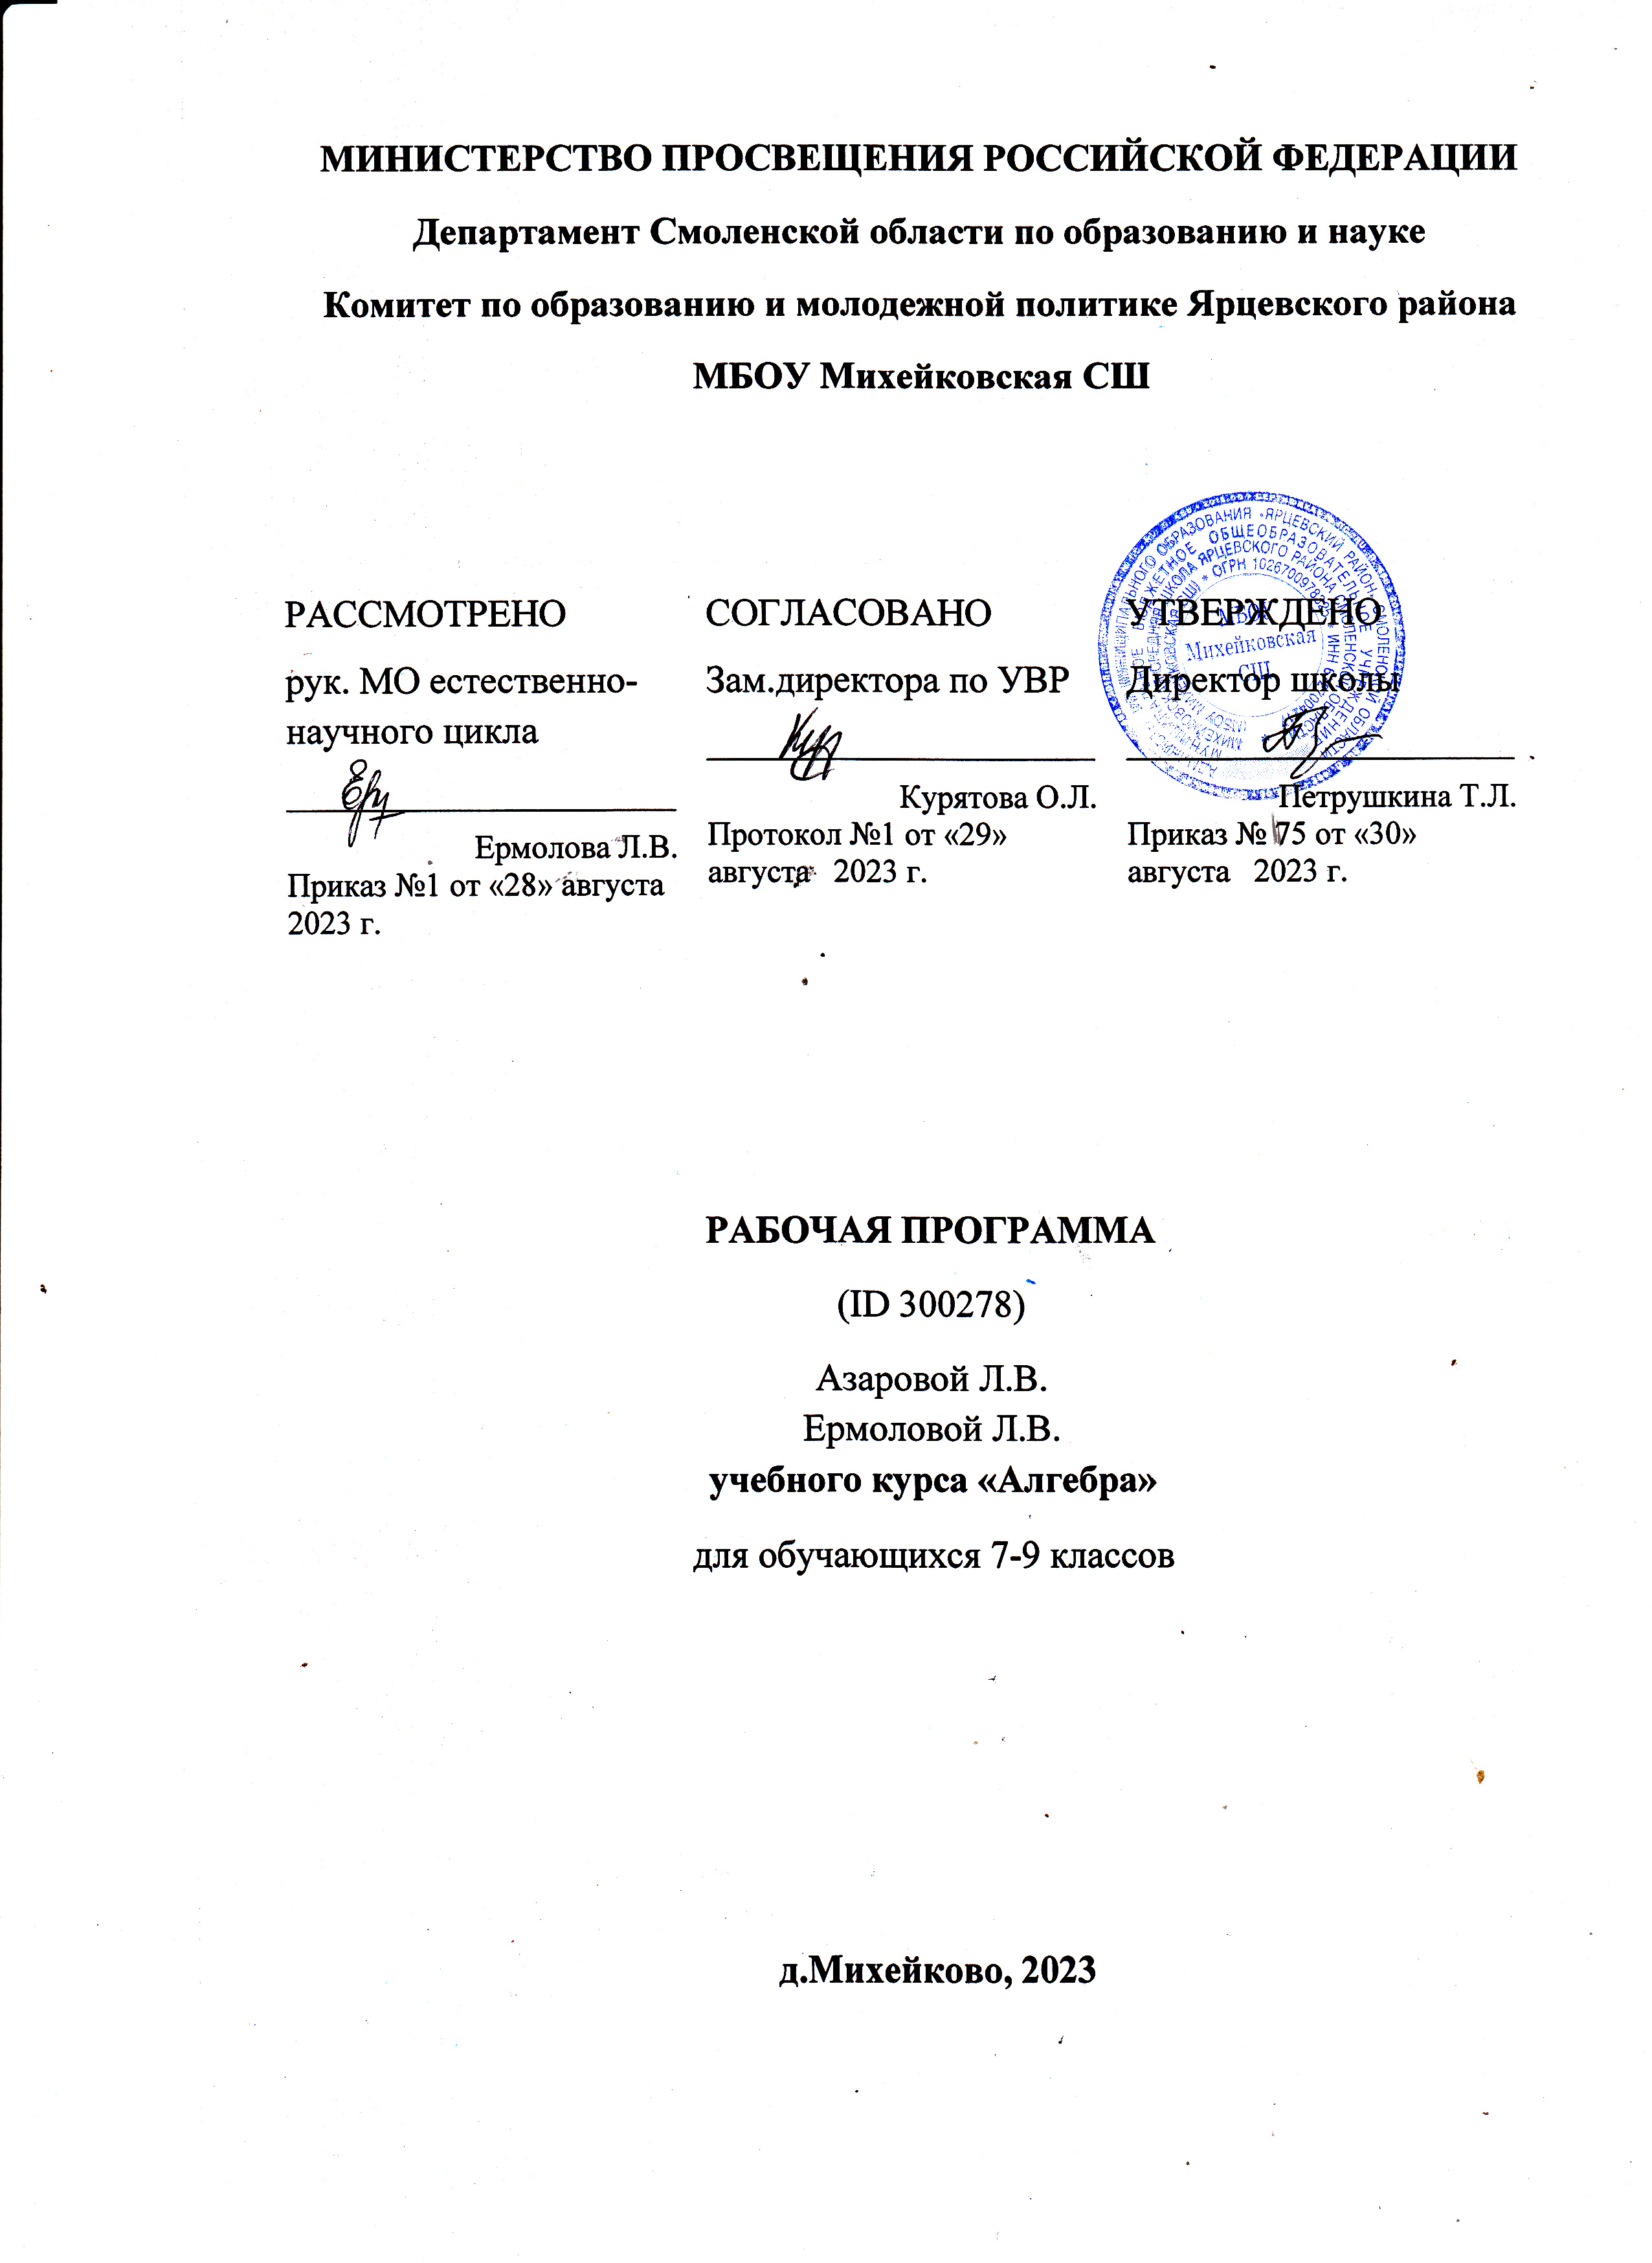 МИНИСТЕРСТВО ПРОСВЕЩЕНИЯ РОССИЙСКОЙ ФЕДЕРАЦИИ
Департамент Смоленской области по образованию и науке
Комитет по образованию и молодежной политике Ярцевского района
МБОУ Михейковская СШ
РАССМОТРЕНО
рук. МО естественно-
научного цикла
Ермолова Л.В.
Приказ №1 от «28» августа
2023 г.
СОГЛАСОВАНО
Зам.директора по УВР
Курятова О.Л.
Протокол №1 от «29»
августа 2023 г.
УТВЕРЖДЕНО
Директор школы
Петрушкина Т.Л.
Приказ № 75 от «30»
августа 2023 г.
МБОУ
Михейковская
СШ
РАБОЧАЯ ПРОГРАММА
(ID 300278)
Азаровой Л.В.
Ермоловой Л.В.
учебного курса «Алгебра»
для обучающихся 7-9 классов
д.Михейково, 2023